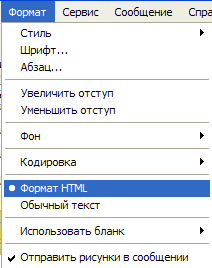 Формат Сервис Сообщение Спра
Стиль
Шрифт...
Абзац...
Увеличить отступ
Уменьшить отступ
Фон
Кодировка
Формат HTML
Обычный текст
Использовать бланк
Отправить рисунки в сообщении